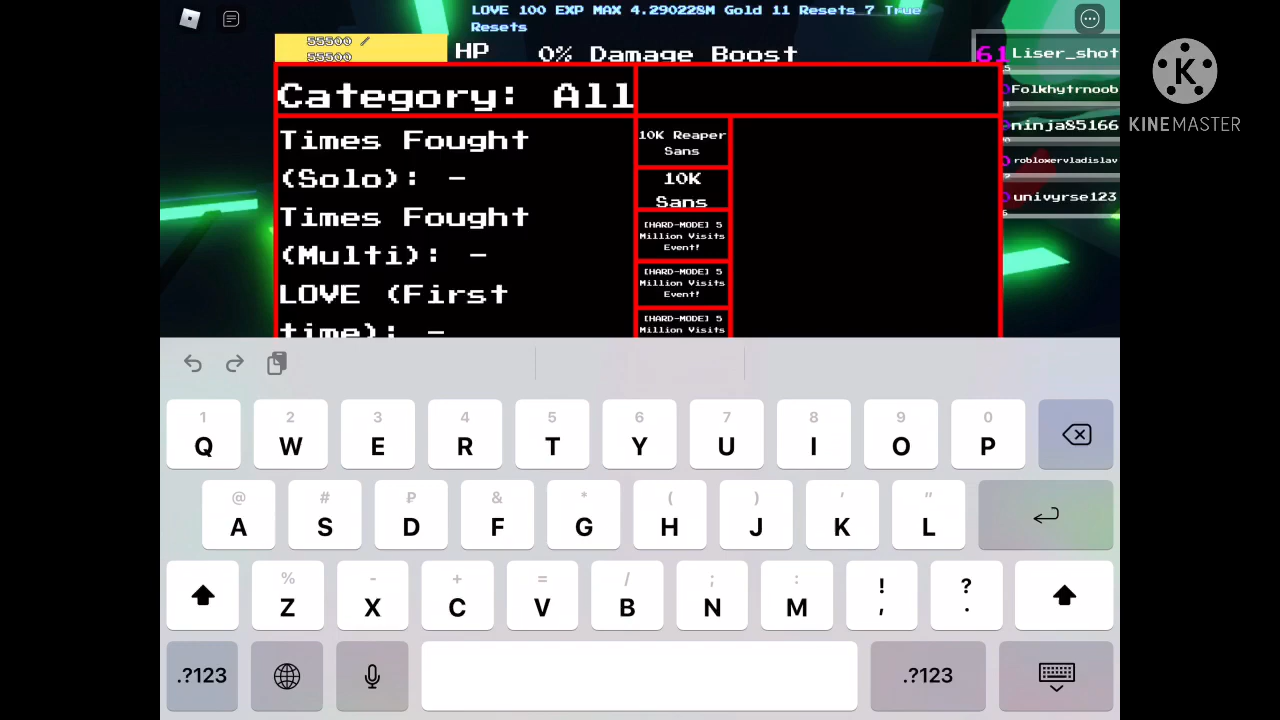 LOVE 100 EXP MAX 4.290228M Gold 11 Resets 7 True
Resets
55500 /
55500
HP
0% Damage Boost
61 Liser_shot
Folkhytrnoob
ninja85166
robloxervladislav
univyrse123
K
KINEMASTER
Category: All
Times Fought
(Solo): -
Times Fought
(Multi): -
LOVE (First
time): -
10K Reaper
Sans
10K
Sans
[HARD-MODE] 5
Million Visits
Event!
[HARD-MODE] 5
Million Visits
Event!
[HARD-MODE] 5
Million Visits
1 2 3 4 5 6 7 8 9 0
Q W E R T Y U I O P
@ # ₽ & * ( ) ' "
A S D F G H J K L
% - + = / ; : ! ?
Z X C V B N M , .
.?123 .?123